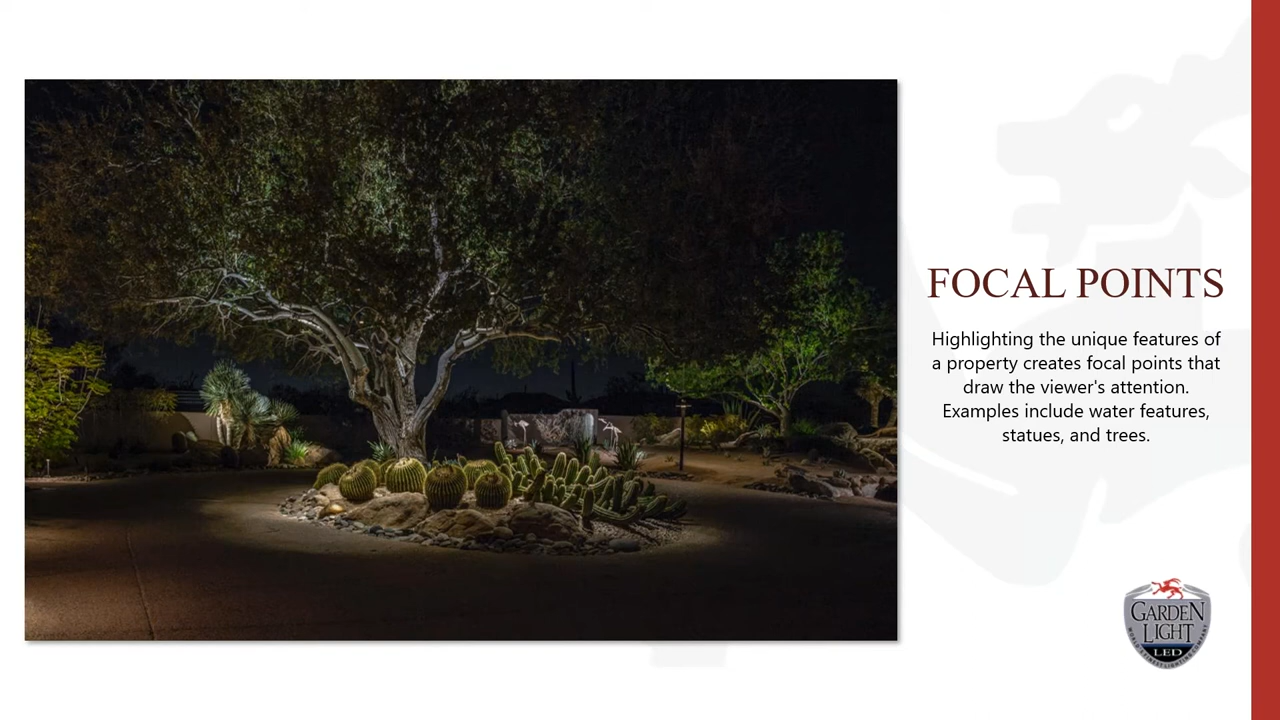 FOCAL POINTS
Highlighting the unique features of
a property creates focal points that
draw the viewer's attention.
Examples include water features,
statues, and trees.
GARDEN
LIGHT
LED